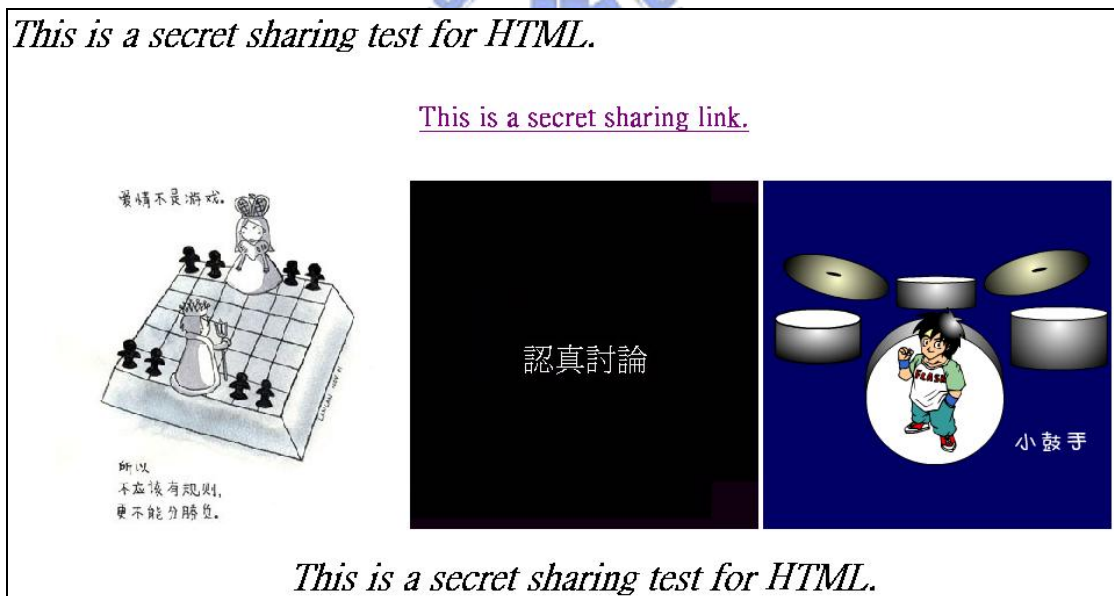 This is a secret sharing test for HTML.
This is a secret sharing link.
爱情不是游戏。
所以
不应该有规则,
更不能分勝负。
認真討論
FLASH
小鼓手
This is a secret sharing test for HTML.